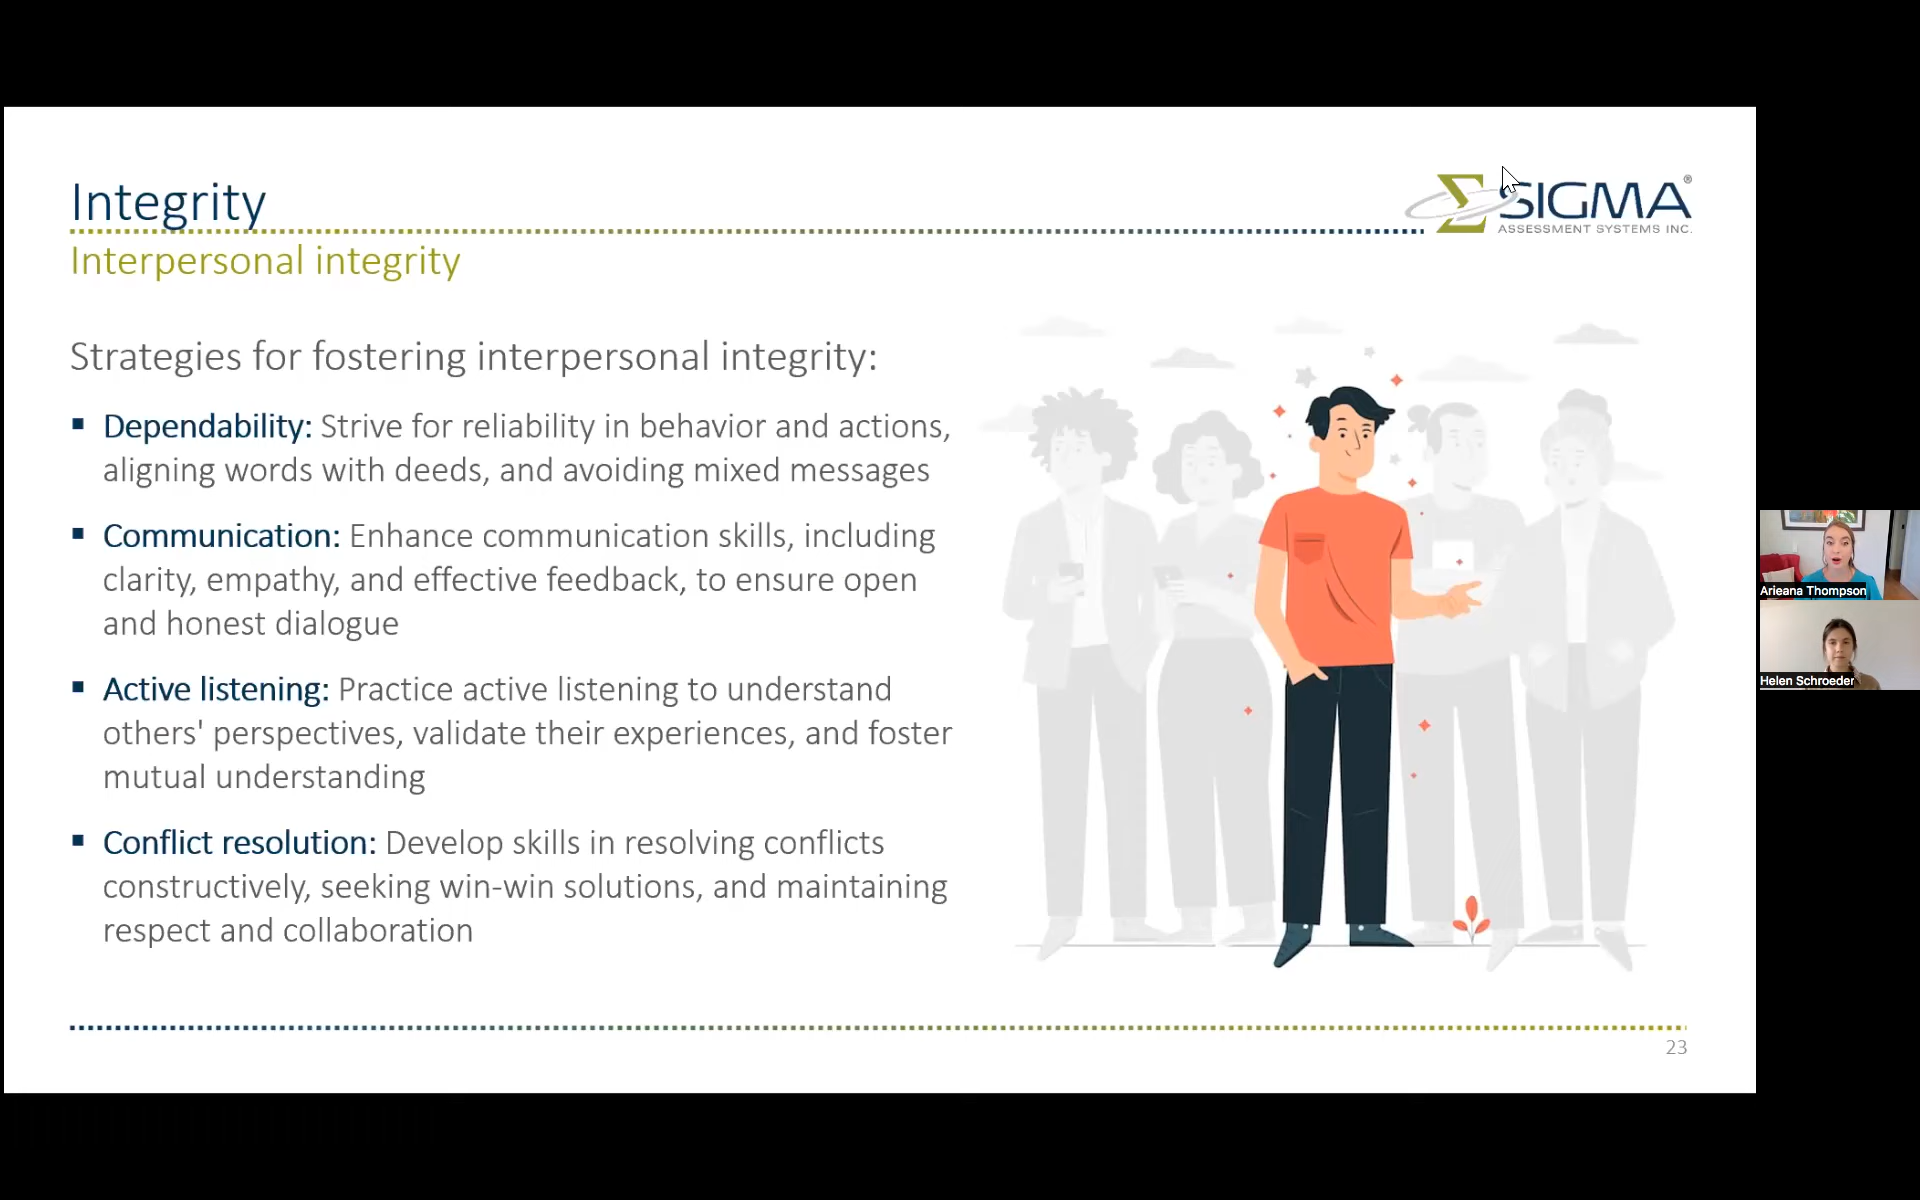 Integrity
SIGMA®
ASSESSMENT SYSTEMS INC.
Interpersonal integrity
Strategies for fostering interpersonal integrity:
▪ Dependability: Strive for reliability in behavior and actions,
aligning words with deeds, and avoiding mixed messages
▪ Communication: Enhance communication skills, including
clarity, empathy, and effective feedback, to ensure open
and honest dialogue
▪ Active listening: Practice active listening to understand
others' perspectives, validate their experiences, and foster
mutual understanding
▪ Conflict resolution: Develop skills in resolving conflicts
constructively, seeking win-win solutions, and maintaining
respect and collaboration
23
Arieana Thompson
Helen Schroeder